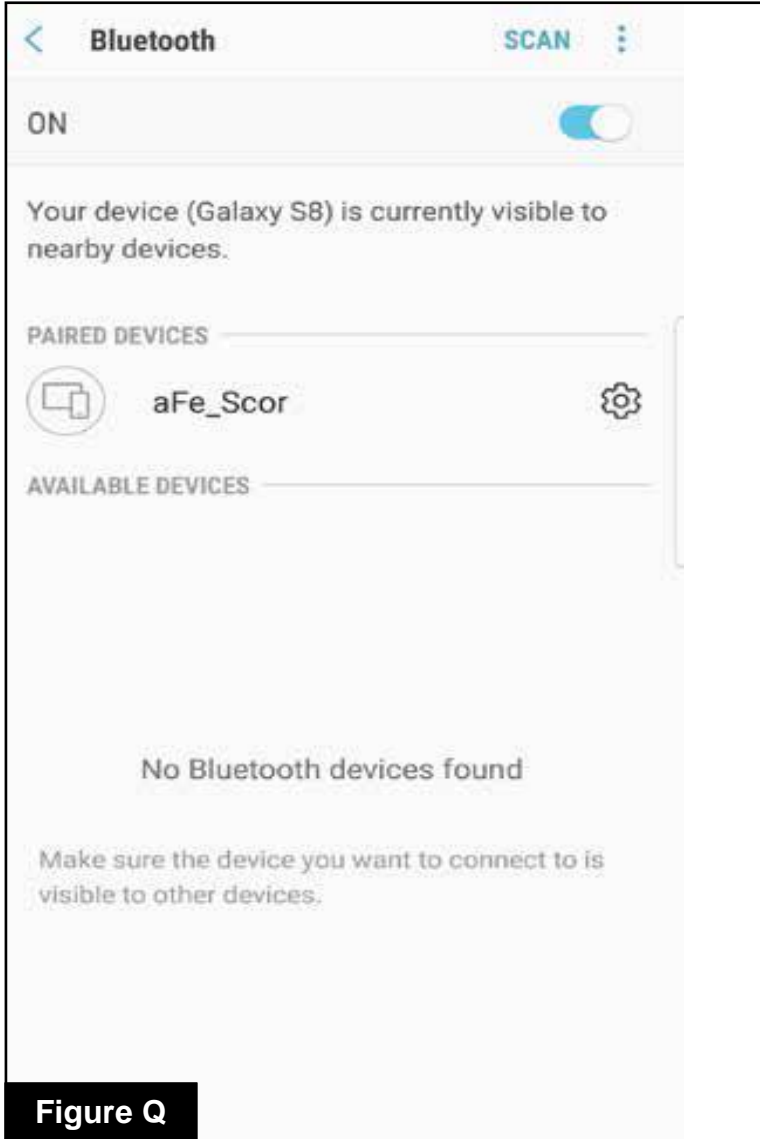 Bluetooth SCAN
ON
Your device (Galaxy S8) is currently visible to
nearby devices.
PAIRED DEVICES
aFe_Scor
AVAILABLE DEVICES
No Bluetooth devices found
Make sure the device you want to connect to is
visible to other devices.
Figure Q